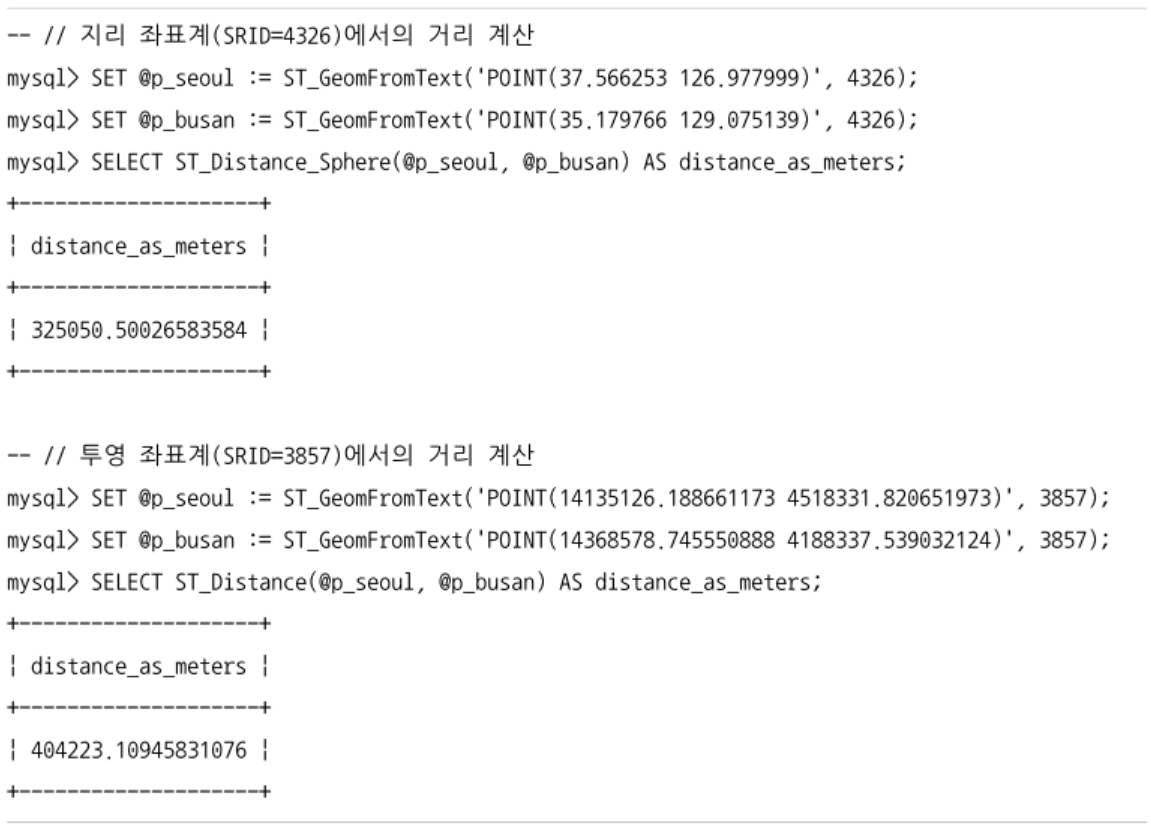 -- // 지리 좌표계(SRID=4326)에서의 거리 계산
mysql> SET @p_seoul := ST_GeomFromText('POINT(37.566253 126.977999)', 4326);
mysql> SET @p_busan := ST_GeomFromText('POINT(35.179766 129.075139)', 4326);
mysql> SELECT ST_Distance_Sphere(@p_seoul, @p_busan) AS distance_as_meters;
+--------------------+
| distance_as_meters |
+--------------------+
| 325050.50026583584 |
+--------------------+
-- // 투영 좌표계(SRID=3857)에서의 거리 계산
mysql> SET @p_seoul := ST_GeomFromText('POINT(14135126.188661173 4518331.820651973)', 3857);
mysql> SET @p_busan := ST_GeomFromText('POINT(14368578.745550888 4188337.539032124)', 3857);
mysql> SELECT ST_Distance(@p_seoul, @p_busan) AS distance_as_meters;
+--------------------+
| distance_as_meters |
+--------------------+
| 404223.10945831076 |
+--------------------+